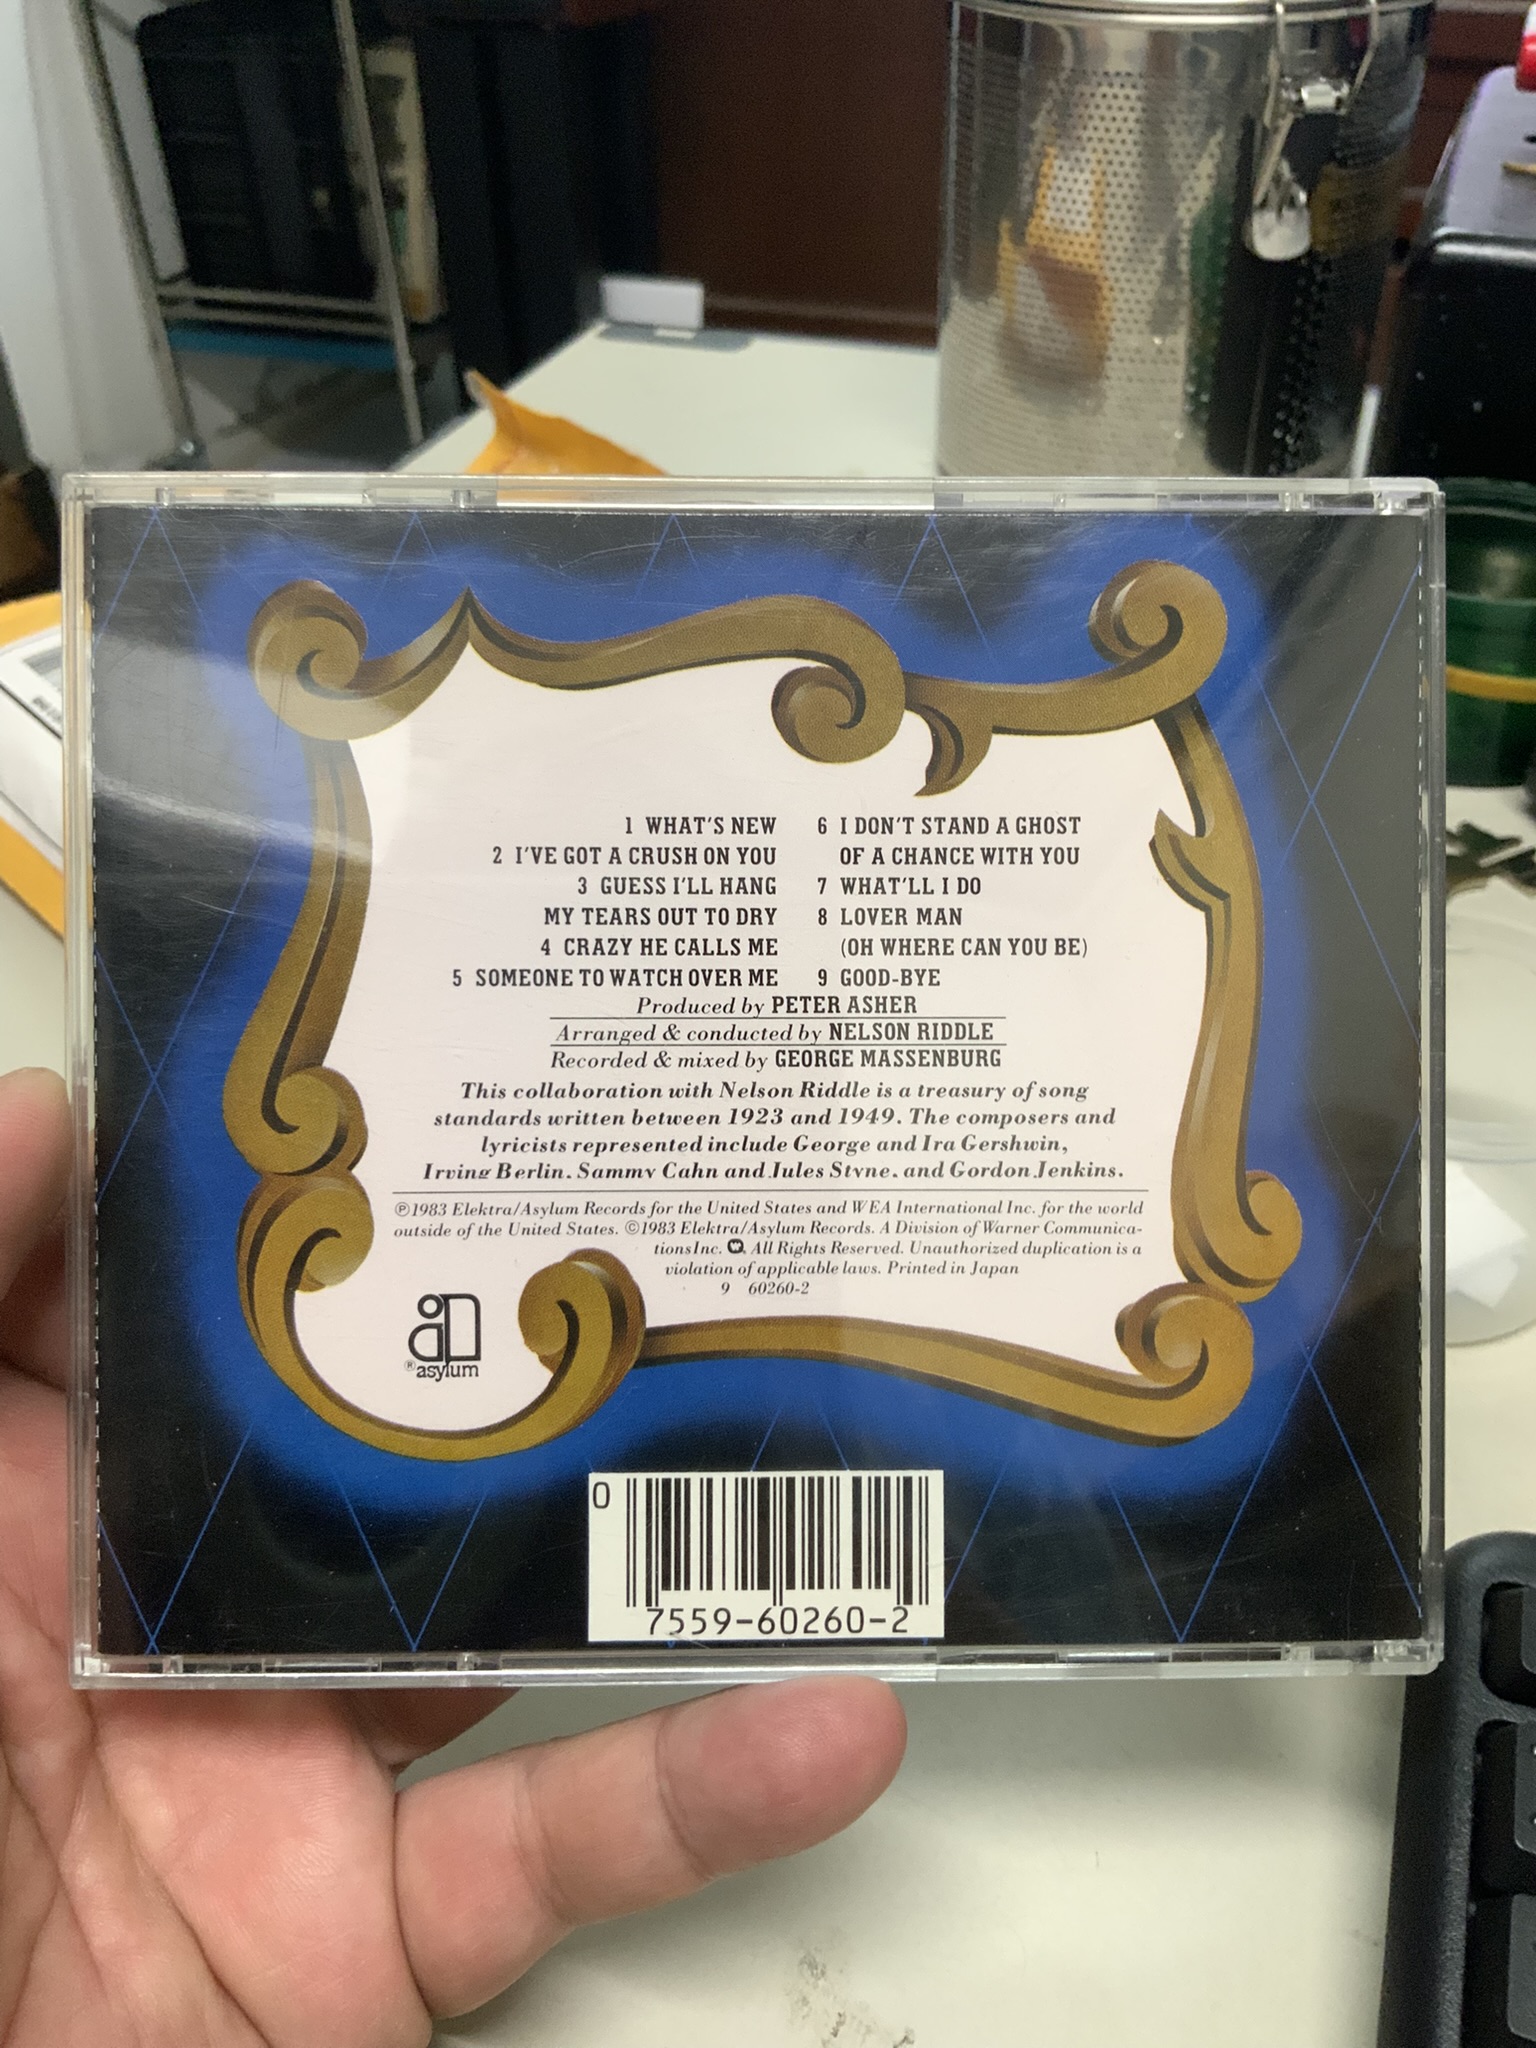 1 WHAT'S NEW
2 I'VE GOT A CRUSH ON YOU
3 GUESS I'LL HANG
MY TEARS OUT TO DRY
4 CRAZY HE CALLS ME
5 SOMEONE TO WATCH OVER ME
6 I DON'T STAND A GHOST
OF A CHANCE WITH YOU
7 WHAT'LL I DO
8 LOVER MAN
(OH WHERE CAN YOU BE)
9 GOOD-BYE
Produced by PETER ASHER
Arranged & conducted by NELSON RIDDLE
Recorded & mixed by GEORGE MASSENBURG
This collaboration with Nelson Riddle is a treasury of song
standards written between 1923 and 1949. The composers and
lyricists represented include George and Ira Gershwin,
Irving Berlin, Sammy Cahn and Jules Styne, and Gordon Jenkins.
℗1983 Elektra/Asylum Records for the United States and WEA International Inc. for the world
outside of the United States. ©1983 Elektra/Asylum Records. A Division of Warner Communica-
tions Inc. All Rights Reserved. Unauthorized duplication is a
violation of applicable laws. Printed in Japan
9 60260-2
® asylum
0
7559-60260-2